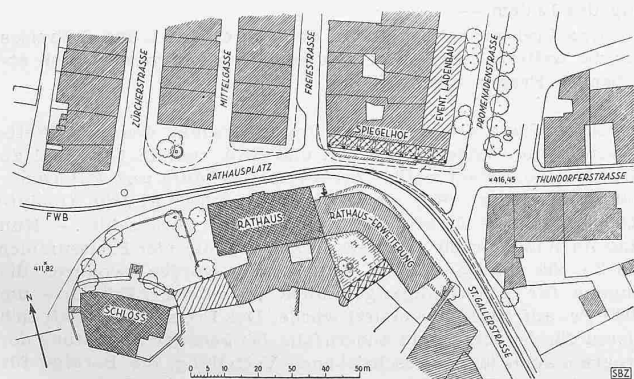 ZÜRCHERSTRASSE
MITTELGASSE
FREIESTRASSE
SPIEGELHOF
EVENT. LADENBAU
PROMENADENSTRASSE
RATHAUSPLATZ
416,45
THUNDORFERSTRASSE
FWB
RATHAUS
RATHAUS-ERWEITERUNG
411,82
N
SCHLOSS
ST. GALLERSTRASSE
0 5 10 20 30 40 50m
SBZ